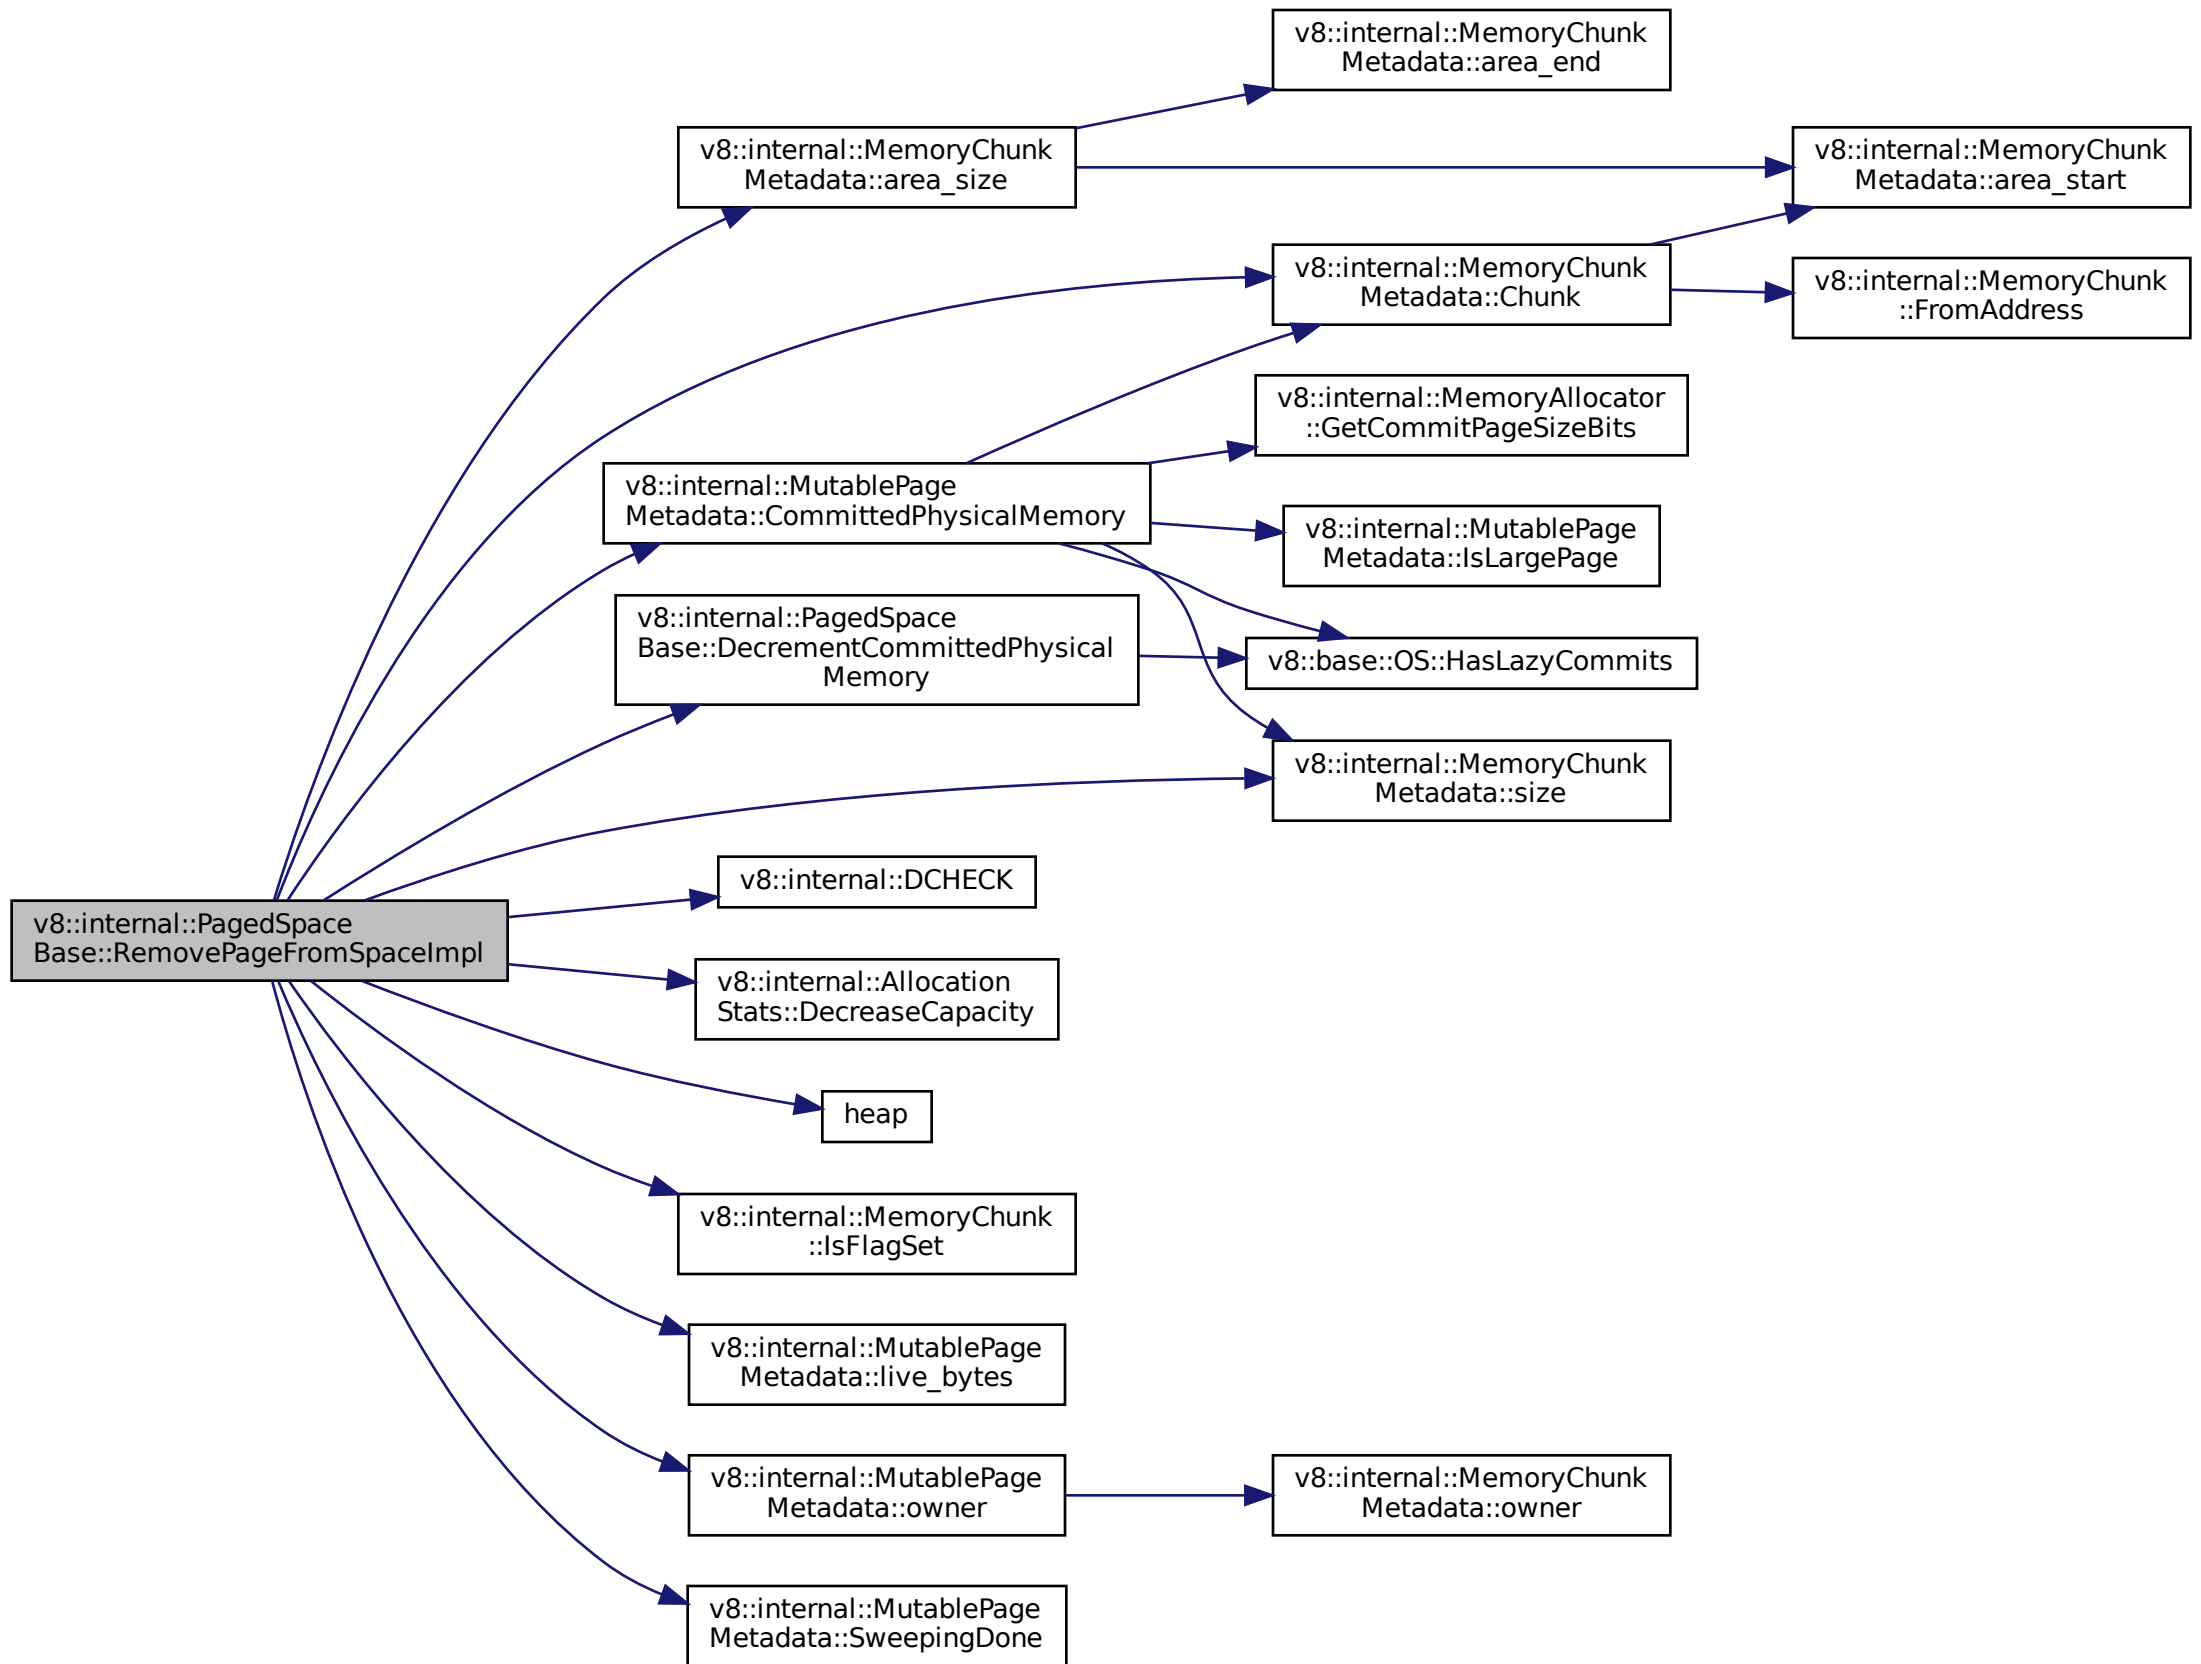 v8::internal::MemoryChunk
Metadata::area_end
v8::internal::MemoryChunk
Metadata::area_size
v8::internal::MemoryChunk
Metadata::area_start
v8::internal::MemoryChunk
Metadata::Chunk
v8::internal::MemoryChunk
::FromAddress
v8::internal::MemoryAllocator
::GetCommitPageSizeBits
v8::internal::MutablePage
Metadata::CommittedPhysicalMemory
v8::internal::MutablePage
Metadata::IsLargePage
v8::internal::PagedSpace
Base::DecrementCommittedPhysical
Memory
v8::base::OS::HasLazyCommits
v8::internal::MemoryChunk
Metadata::size
v8::internal::DCHECK
v8::internal::PagedSpace
Base::RemovePageFromSpaceImpl
v8::internal::Allocation
Stats::DecreaseCapacity
heap
v8::internal::MemoryChunk
::IsFlagSet
v8::internal::MutablePage
Metadata::live_bytes
v8::internal::MutablePage
Metadata::owner
v8::internal::MemoryChunk
Metadata::owner
v8::internal::MutablePage
Metadata::SweepingDone